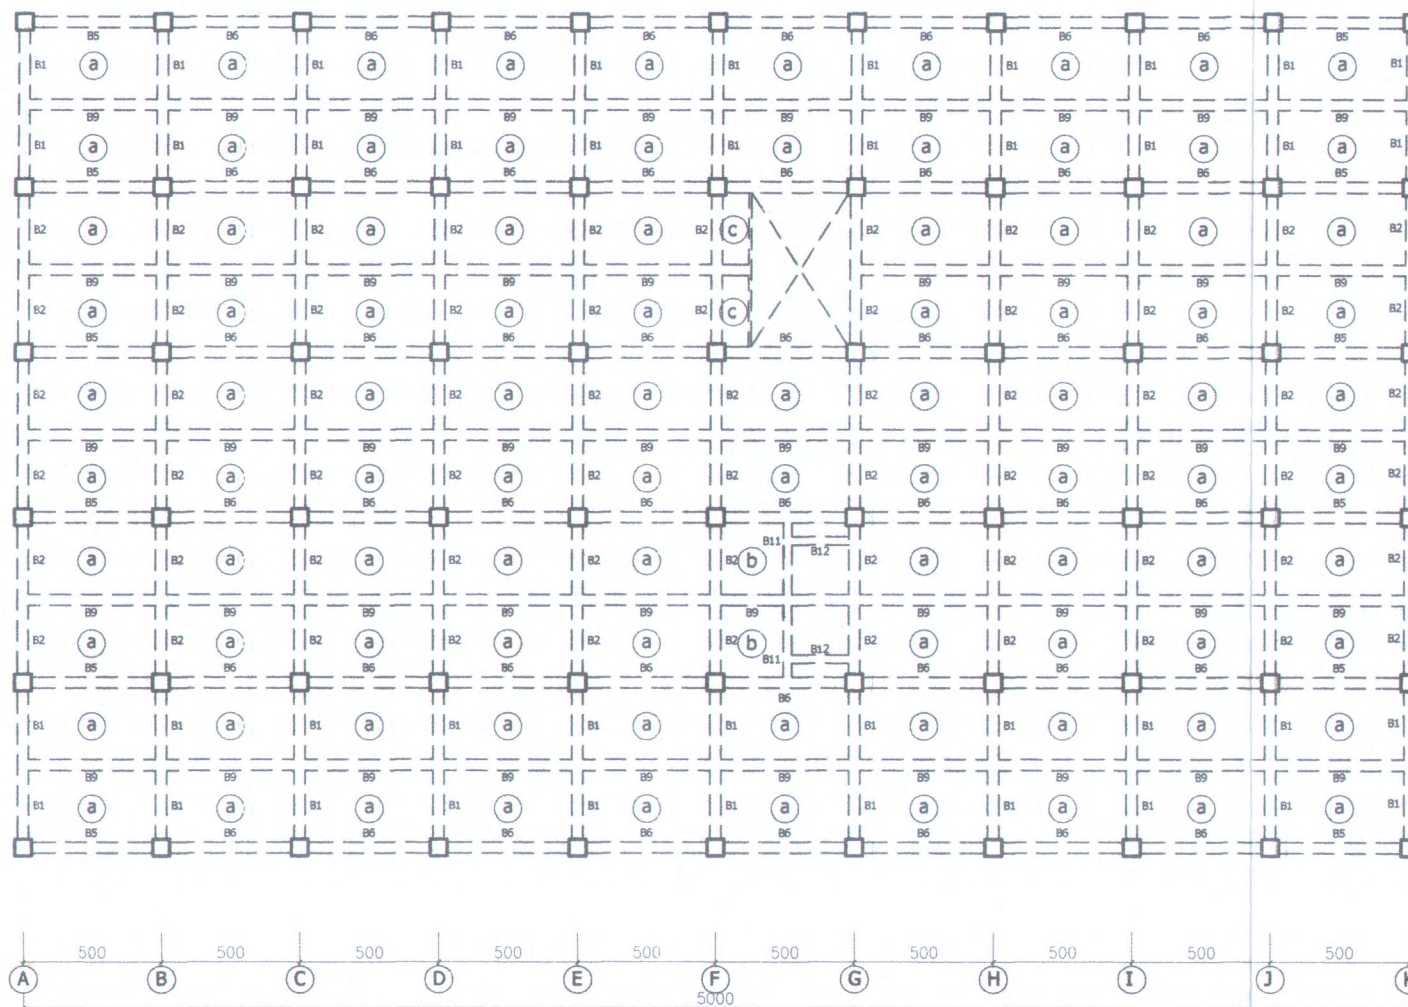 B5 B6 B6 B6 B6 B6 B6 B6 B6 B5
B1 a B1 a B1 a B1 a B1 a B1 a B1 a B1 a B1 a B1 a B1
B9 B9 B9 B9 B9 B9 B9 B9 B9 B9
B1 a B1 a B1 a B1 a B1 a B1 a B1 a B1 a B1 a B1 a B1
B5 B6 B6 B6 B6 B6 B6 B6 B6 B5
B2 a B2 a B2 a B2 a B2 a B2 c B2 a B2 a B2 a B2 a B2
B9 B9 B9 B9 B9 B9 B9 B9 B9
B2 a B2 a B2 a B2 a B2 a B2 c B2 a B2 a B2 a B2 a B2
B5 B6 B6 B6 B6 B6 B6 B6 B6 B5
B2 a B2 a B2 a B2 a B2 a B2 a B2 a B2 a B2 a B2 a B2
B9 B9 B9 B9 B9 B9 B9 B9 B9 B9
B2 a B2 a B2 a B2 a B2 a B2 a B2 a B2 a B2 a B2 a B2
B5 B6 B6 B6 B6 B6 B6 B6 B6 B5
B11 B12
B2 a B2 a B2 a B2 a B2 a B2 b B2 a B2 a B2 a B2 a B2
B9 B9 B9 B9 B9 B9 B9 B9 B9 B9
B2 a B2 a B2 a B2 a B2 a B2 b B2 a B2 a B2 a B2 a B2
B11 B12
B5 B6 B6 B6 B6 B6 B6 B6 B5
B6
B1 a B1 a B1 a B1 a B1 a B1 a B1 a B1 a B1 a B1 a B1
B9 B9 B9 B9 B9 B9 B9 B9 B9 B9
B1 a B1 a B1 a B1 a B1 a B1 a B1 a B1 a B1 a B1 a B1
B5 B6 B6 B6 B6 B6 B6 B6 B6 B5
500 500 500 500 500 500 500 500 500 500
A B C D E F G H I J K
5000